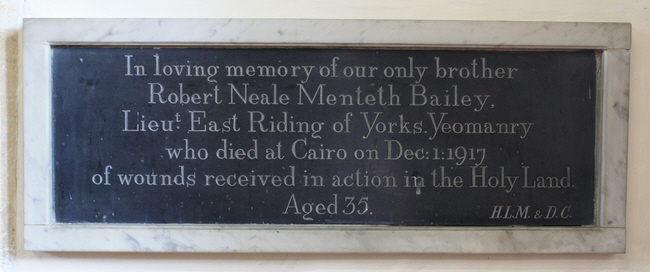 In loving memory of our only brother
Robert Neale Menteth Bailey,
Lieut. East Riding of Yorks. Yeomanry
who died at Cairo on Dec:1:1917
of wounds received in action in the Holy Land.
Aged 35.
H.L.M. & D.C.